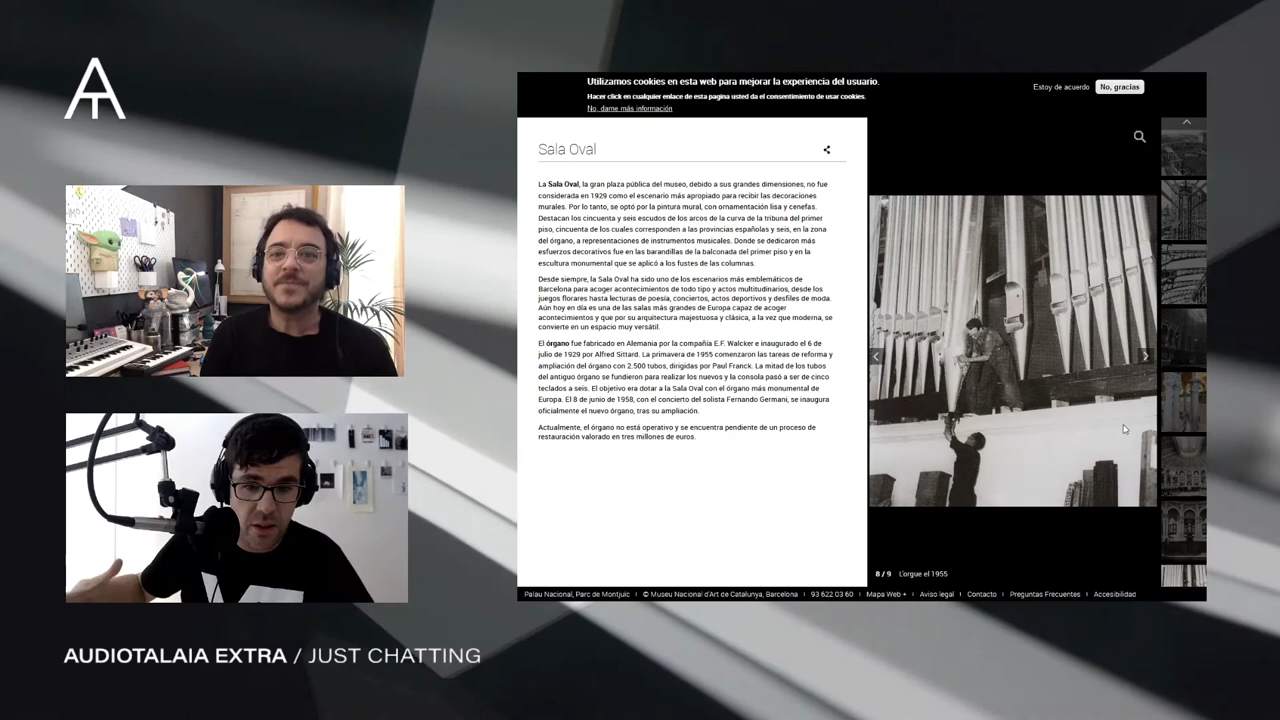 AT
Utilizamos cookies en esta web para mejorar la experiencia del usuario.
Hacer click en cualquier enlace de esta pagina usted da el consentimiento de usar cookies.
No, dame más información
Estoy de acuerdo
No, gracias
Sala Oval
La Sala Oval, la gran plaza pública del museo, debido a sus grandes dimensiones, no fue
considerada en 1929 como el escenario más apropiado para recibir las decoraciones
murales. Por lo tanto, se optó por la pintura mural, con ornamentación lisa y cenefas.
Destacan los cincuenta y seis escudos de los arcos de la curva de la tribuna del primer
piso, cincuenta de los cuales corresponden a las provincias españolas y seis, en la zona
del órgano, a representaciones de instrumentos musicales. Donde se dedicaron más
esfuerzos decorativos fue en las barandillas de la balconada del primer piso y en la
escultura monumental que se aplicó a los fustes de las columnas.
Desde siempre, la Sala Oval ha sido uno de los escenarios más emblemáticos de
Barcelona para acoger acontecimientos de todo tipo y actos multitudinarios, desde los
juegos florares hasta lecturas de poesía, conciertos, actos deportivos y desfiles de moda.
Aún hoy en día es una de las salas más grandes de Europa capaz de acoger
acontecimientos y que por su arquitectura majestuosa y clásica, a la vez que moderna, se
convierte en un espacio muy versátil.
El órgano fue fabricado en Alemania por la compañía E.F. Walcker e inaugurado el 6 de
julio de 1929 por Alfred Sittard. La primavera de 1955 comenzaron las tareas de reforma y
ampliación del órgano con 2.500 tubos, dirigidas por Paul Franck. La mitad de los tubos
del antiguo órgano se fundieron para realizar los nuevos y la consola pasó a ser de cinco
teclados a seis. El objetivo era dotar a la Sala Oval con el órgano más monumental de
Europa. El 8 de junio de 1958, con el concierto del solista Fernando Germani, se inaugura
oficialmente el nuevo órgano, tras su ampliación.
Actualmente, el órgano no está operativo y se encuentra pendiente de un proceso de
restauración valorado en tres millones de euros.
8 / 9 L'orgue el 1955
Palau Nacional, Parc de Montjuïc | © Museu Nacional d'Art de Catalunya, Barcelona | 93 622 03 60 | Mapa Web + | Aviso legal | Contacto | Preguntas Frecuentes | Accesibilidad
AUDIOTALAIA EXTRA / JUST CHATTING